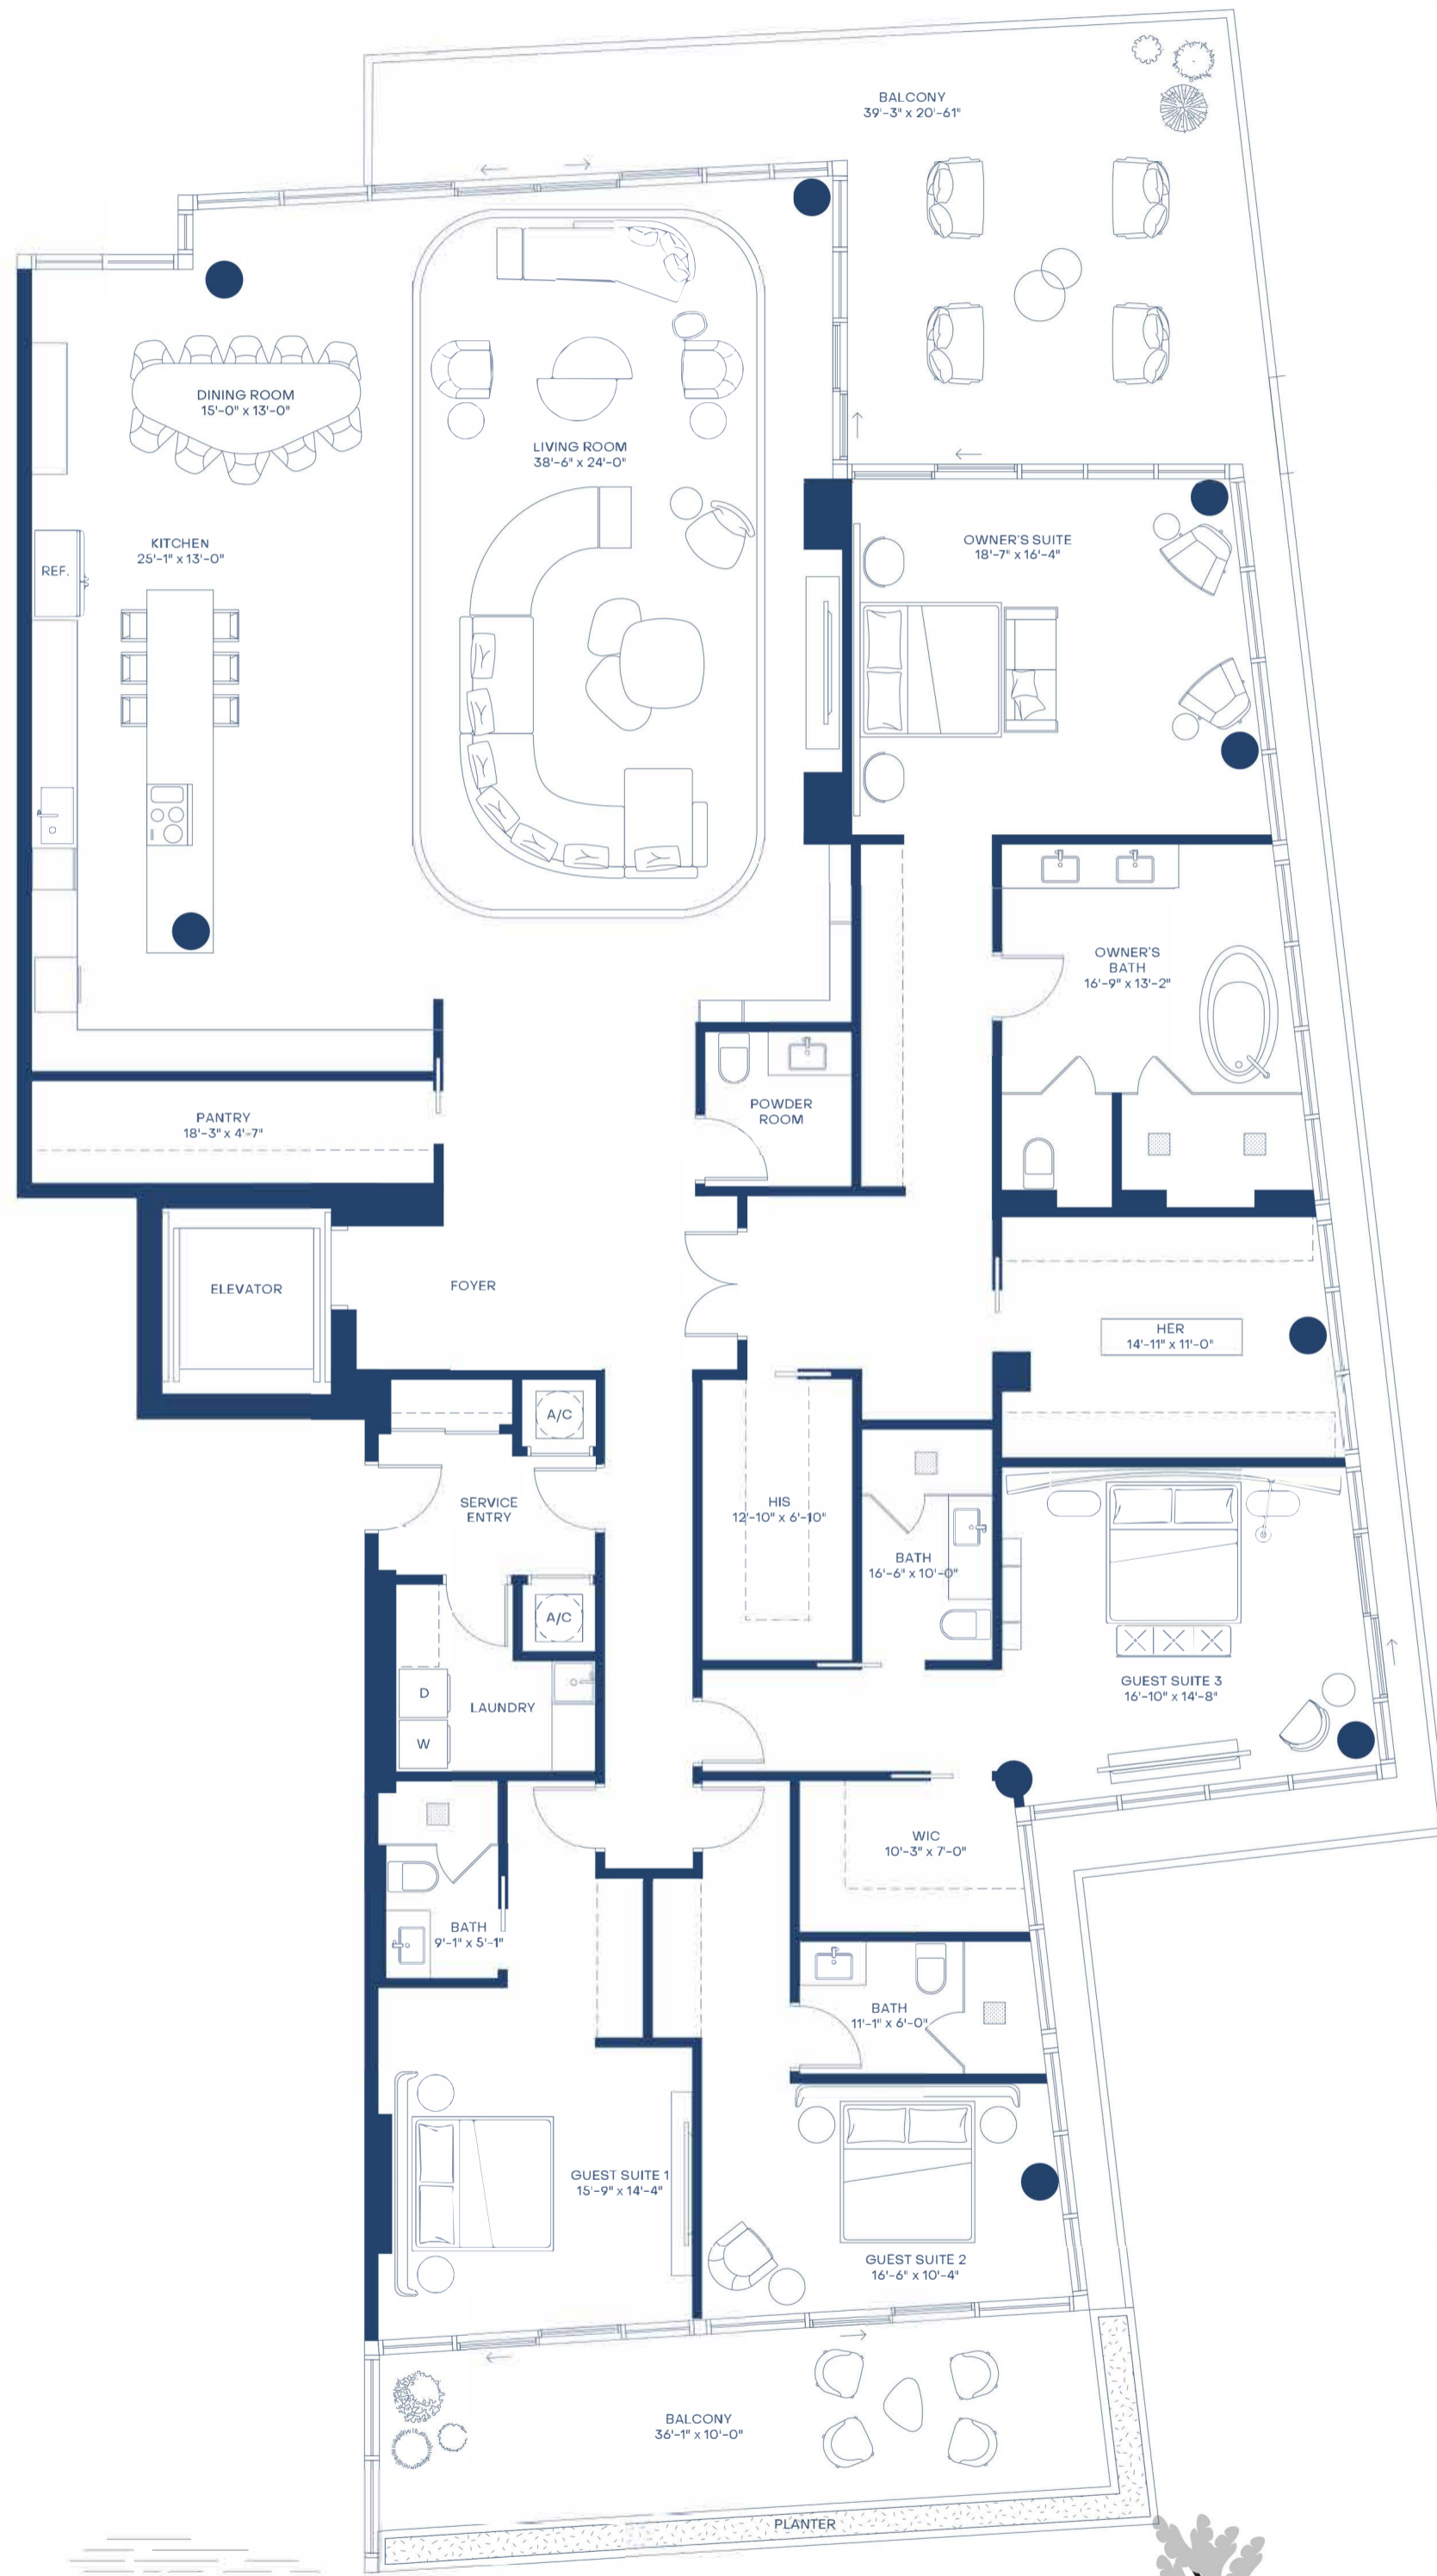 BALCONY
39'-3" x 20'-61"
DINING ROOM
15'-0" x 13'-0"
LIVING ROOM
38'-6" x 24'-0"
KITCHEN
25'-1" x 13'-0"
REF.
OWNER'S SUITE
18'-7" x 16'-4"
OWNER'S
BATH
16'-9" x 13'-2"
POWDER
ROOM
PANTRY
18'-3" x 4'-7"
ELEVATOR
FOYER
HER
14'-11" x 11'-0"
A/C
SERVICE
ENTRY
HIS
12'-10" x 6'-10"
BATH
16'-6" x 10'-0"
A/C
D
LAUNDRY
W
GUEST SUITE 3
16'-10" x 14'-8"
WIC
10'-3" x 7'-0"
BATH
9'-1" x 5'-1"
BATH
11'-1" x 6'-0"
GUEST SUITE 1
15'-9" x 14'-4"
GUEST SUITE 2
16'-6" x 10'-4"
BALCONY
36'-1" x 10'-0"
PLANTER